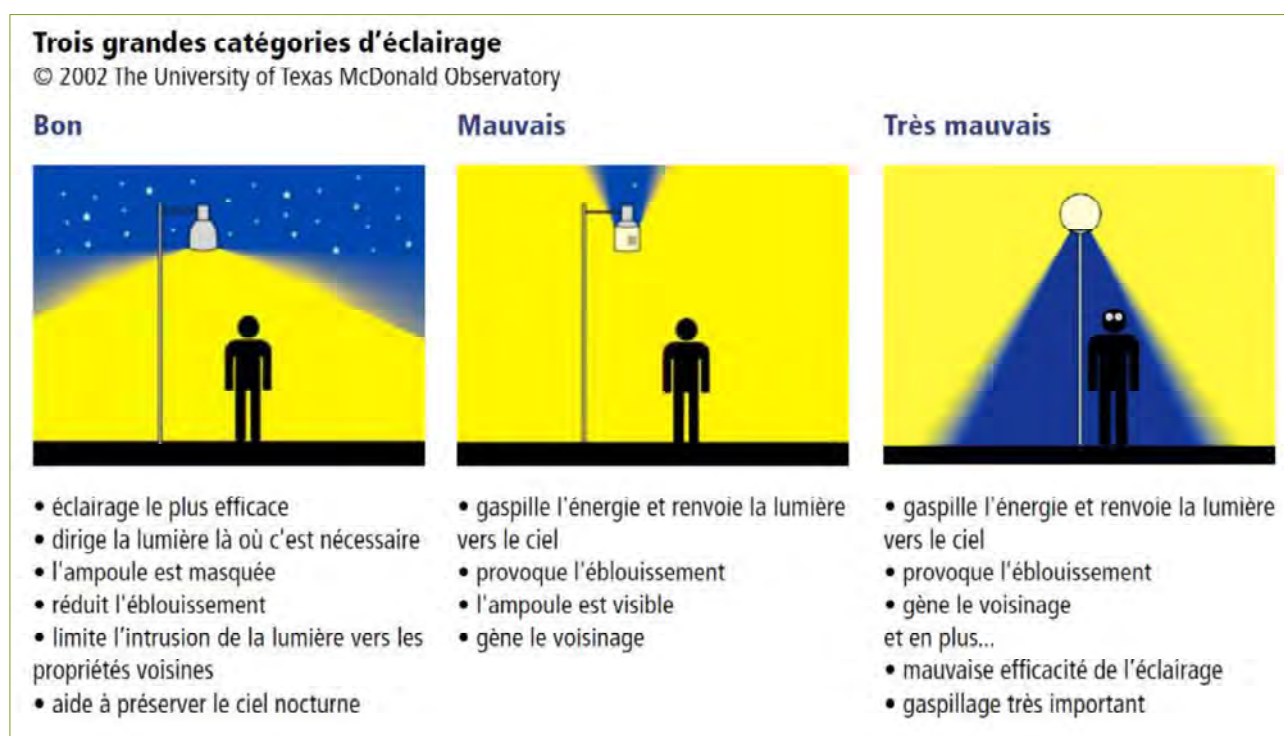 Trois grandes catégories d'éclairage
© 2002 The University of Texas McDonald Observatory
Bon
• éclairage le plus efficace
• dirige la lumière là où c'est nécessaire
• l'ampoule est masquée
• réduit l'éblouissement
• limite l'intrusion de la lumière vers les
propriétés voisines
• aide à préserver le ciel nocturne
Mauvais
• gaspille l'énergie et renvoie la lumière
vers le ciel
• provoque l'éblouissement
• l'ampoule est visible
• gène le voisinage
Très mauvais
• gaspille l'énergie et renvoie la lumière
vers le ciel
• provoque l'éblouissement
• gène le voisinage
et en plus...
• mauvaise efficacité de l'éclairage
• gaspillage très important